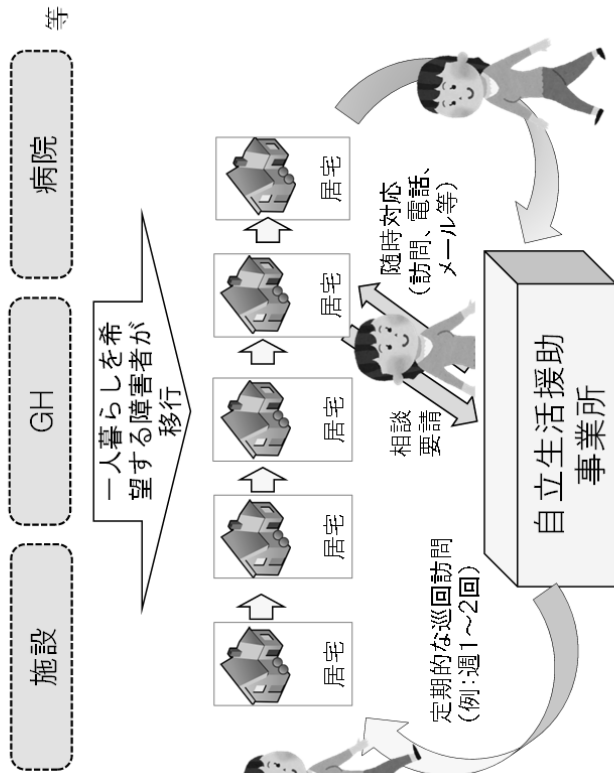 施設
GH
病院
等
一人暮らしを希
望する障害者が
移行
居宅
居宅
居宅
居宅
居宅
定期的な巡回訪問
(例:週1～2回)
相談
要請
随時対応
(訪問、電話、
メール等)
自立生活援助
事業所